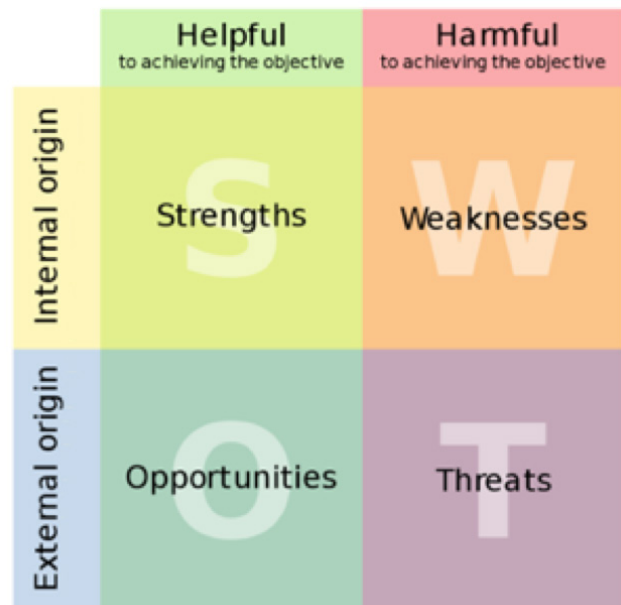 Helpful
to achieving the objective
Harmful
to achieving the objective
Internal origin
S
Strengths
W
Weaknesses
External origin
O
Opportunities
T
Threats